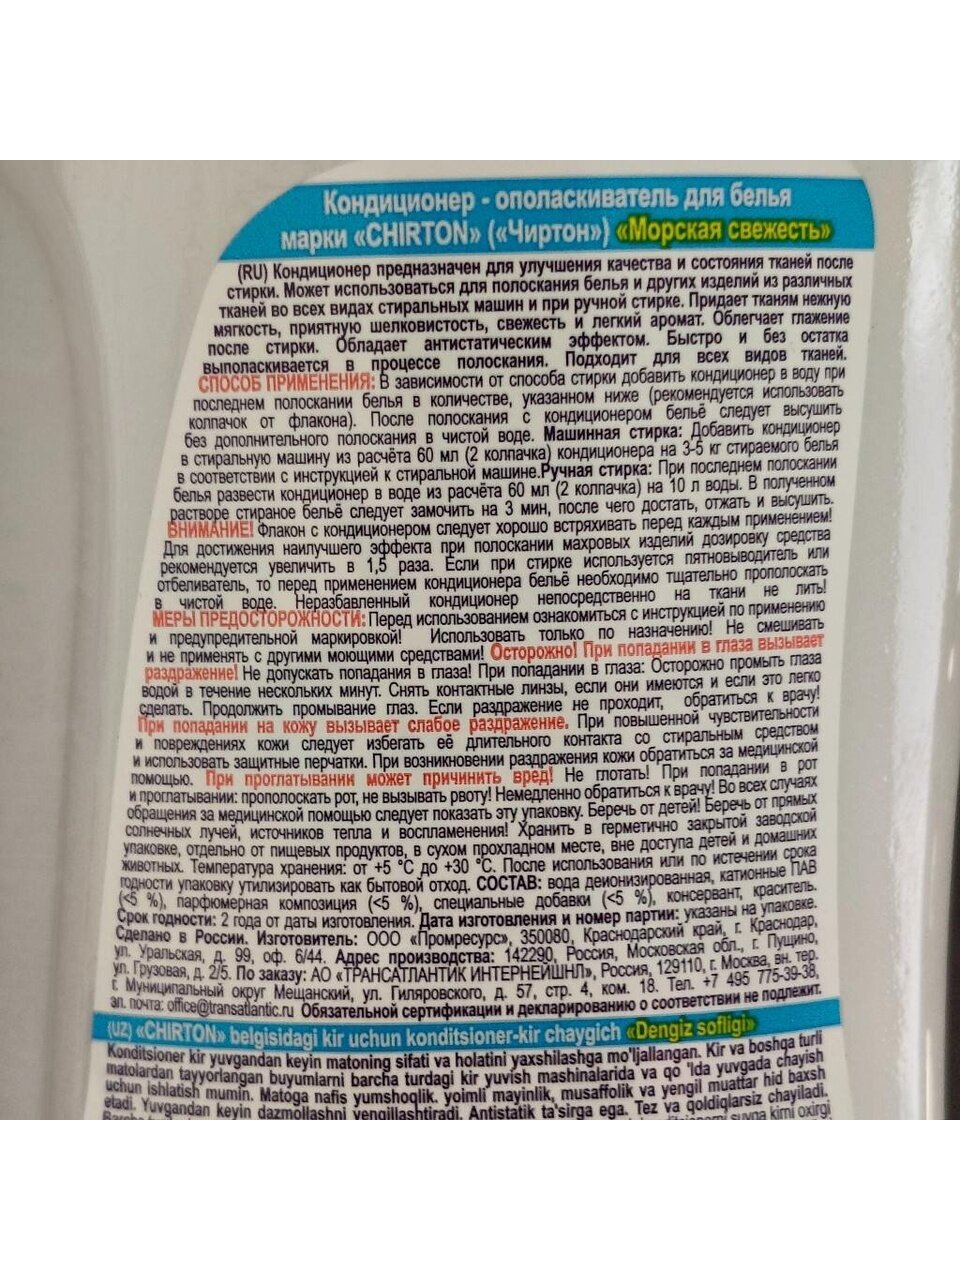 Кондиционер - ополаскиватель для белья
марки «CHIRTON» («Чиртон») «Морская свежесть»
(RU) Кондиционер предназначен для улучшения качества и состояния тканей после
стирки. Может использоваться для полоскания белья и других изделий из различных
тканей во всех видах стиральных машин и при ручной стирке. Придает тканям нежную
мягкость, приятную шелковистость, свежесть и легкий аромат. Облегчает глажение
после стирки. Обладает антистатическим эффектом. Быстро и без остатка
выполаскивается в процессе полоскания. Подходит для всех видов тканей.
СПОСОБ ПРИМЕНЕНИЯ: В зависимости от способа стирки добавить кондиционер в воду при
последнем полоскании белья в количестве, указанном ниже (рекомендуется использовать
колпачок от флакона). После полоскания с кондиционером бельё следует высушить
без дополнительного полоскания в чистой воде. Машинная стирка: Добавить кондиционер
в стиральную машину из расчёта 60 мл (2 колпачка) кондиционера на 3-5 кг стираемого белья
в соответствии с инструкцией к стиральной машине.Ручная стирка: При последнем полоскании
белья развести кондиционер в воде из расчёта 60 мл (2 колпачка) на 10 л воды. В полученном
растворе стираное бельё следует замочить на 3 мин, после чего достать, отжать и высушить.
ВНИМАНИЕ! Флакон с кондиционером следует хорошо встряхивать перед каждым применением!
Для достижения наилучшего эффекта при полоскании махровых изделий дозировку средства
рекомендуется увеличить в 1,5 раза. Если при стирке используется пятновыводитель или
отбеливатель, то перед применением кондиционера бельё необходимо тщательно прополоскать
в чистой воде. Неразбавленный кондиционер непосредственно на ткани не лить!
МЕРЫ ПРЕДОСТОРОЖНОСТИ: Перед использованием ознакомиться с инструкцией по применению
и предупредительной маркировкой! Использовать только по назначению! Не смешивать
и не применять с другими моющими средствами! Осторожно! При попадании в глаза вызывает
раздражение! Не допускать попадания в глаза! При попадании в глаза: Осторожно промыть глаза
водой в течение нескольких минут. Снять контактные линзы, если они имеются и если это легко
сделать. Продолжить промывание глаз. Если раздражение не проходит, обратиться к врачу!
При попадании на кожу вызывает слабое раздражение. При повышенной чувствительности
и повреждениях кожи следует избегать её длительного контакта со стиральным средством
и использовать защитные перчатки. При возникновении раздражения кожи обратиться за медицинской
помощью. При проглатывании может причинить вред! Не глотать! При попадании в рот
и проглатывании: прополоскать рот, не вызывать рвоту! Немедленно обратиться к врачу! Во всех случаях
обращения за медицинской помощью следует показать эту упаковку. Беречь от детей! Беречь от прямых
солнечных лучей, источников тепла и воспламенения! Хранить в герметично закрытой заводской
упаковке, отдельно от пищевых продуктов, в сухом прохладном месте, вне доступа детей и домашних
животных. Температура хранения: от +5 °С до +30 °С. После использования или по истечении срока
годности упаковку утилизировать как бытовой отход. СОСТАВ: вода деионизированная, катионные ПАВ
(<5 %), парфюмерная композиция (<5 %), специальные добавки (<5 %), консервант, краситель.
Срок годности: 2 года от даты изготовления. Дата изготовления и номер партии: указаны на упаковке.
Сделано в России. Изготовитель: ООО «Промресурс», 350080, Краснодарский край, г. Краснодар,
ул. Уральская, д. 99, оф. 6/44. Адрес производства: 142290, Россия, Московская обл., г. Пущино,
ул. Грузовая, д. 2/5. По заказу: АО «ТРАНСАТЛАНТИК ИНТЕРНЕЙШНЛ», Россия, 129110, г. Москва, вн. тер.
г. Муниципальный округ Мещанский, ул. Гиляровского, д. 57, стр. 4, ком. 18. Тел. +7 495 775-39-38,
эл. почта: office@transatlantic.ru Обязательной сертификации и декларированию о соответствии не подлежит.
(UZ) «CHIRTON» belgisidagi kir uchun konditsioner-kir chaygich «Dengiz sofligi»
Konditsioner kir yuvgandan keyin matoning sifati va holatini yaxshilashga mo'ljallangan. Kir va boshqa turli
matolardan tayyorlangan buyumlarni barcha turdagi kir yuvish mashinalarida va qo 'lda yuvgada chayish
uchun ishlatish mumin. Matoga nafis yumshoqlik. yoimli mayinlik, musaffolik va yengil muattar hid baxsh
etadi. Yuvgandan keyin dazmollashni yengillashtiradi. Antistatik ta'sirga ega. Tez va qoldiqlarsiz chayiladi.